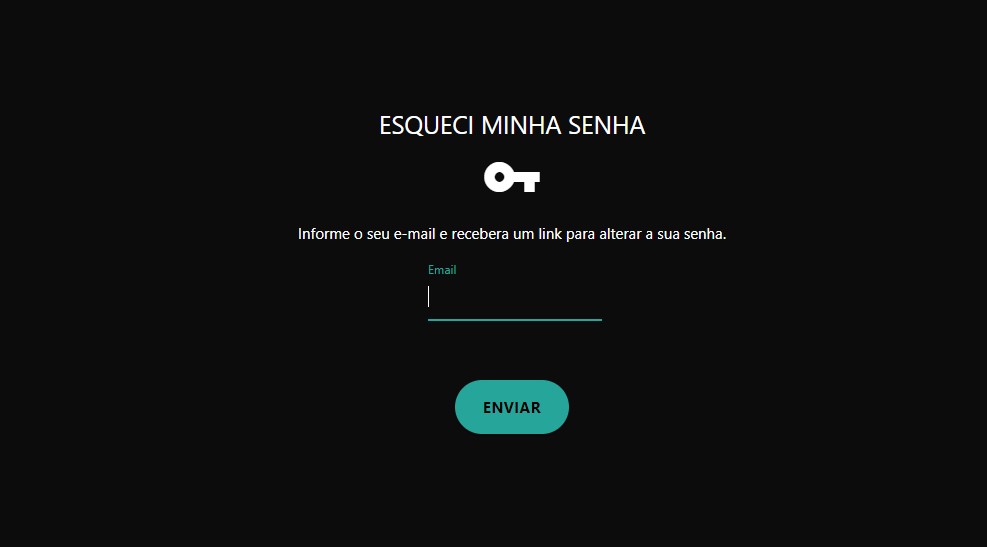 ESQUECI MINHA SENHA
Informe o seu e-mail e recebera um link para alterar a sua senha.
Email
ENVIAR